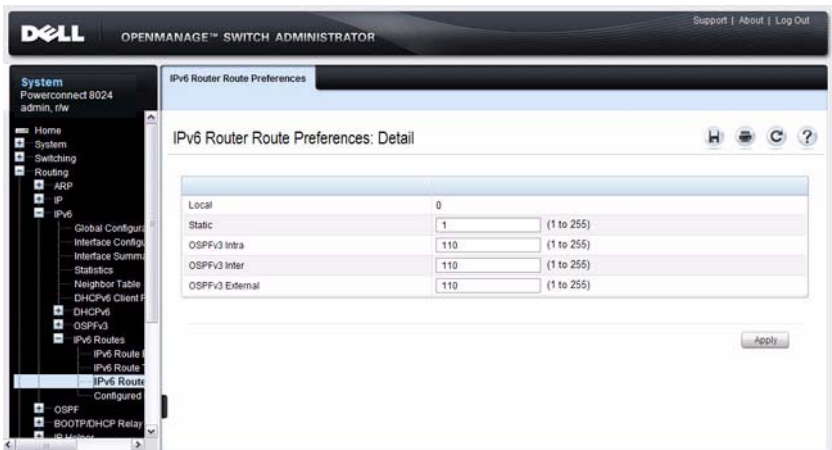 Support | About | Log Out
DELL
OPENMANAGE™ SWITCH ADMINISTRATOR
System
Powerconnect 8024
admin, r/w
Home
System
Switching
Routing
ARP
IP
IPv6
Global Configura
Interface Configu
Interface Summa
Statistics
Neighbor Table
DHCPv6 Client
DHCPv6
OSPFv3
IPv6 Routes
IPv6 Route
IPv6 Route
IPv6 Route
Configured
OSPF
BOOTP/DHCP Relay
IP Helper
IPv6 Router Route Preferences
IPv6 Router Route Preferences: Detail
Local 0
Static 1 (1 to 255)
OSPFv3 Intra 110 (1 to 255)
OSPFv3 Inter 110 (1 to 255)
OSPFv3 External 110 (1 to 255)
Apply